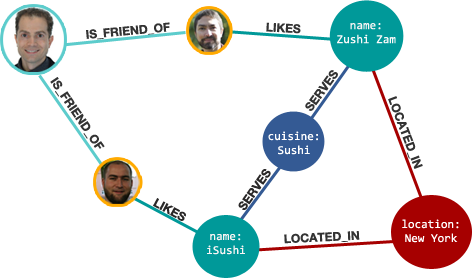 IS_FRIEND_OF
LIKES
name:
Zushi Zam
IS_FRIEND_OF
SERVES
LOCATED_IN
cuisine:
Sushi
SERVES
LIKES
name:
iSushi
LOCATED_IN
location:
New York